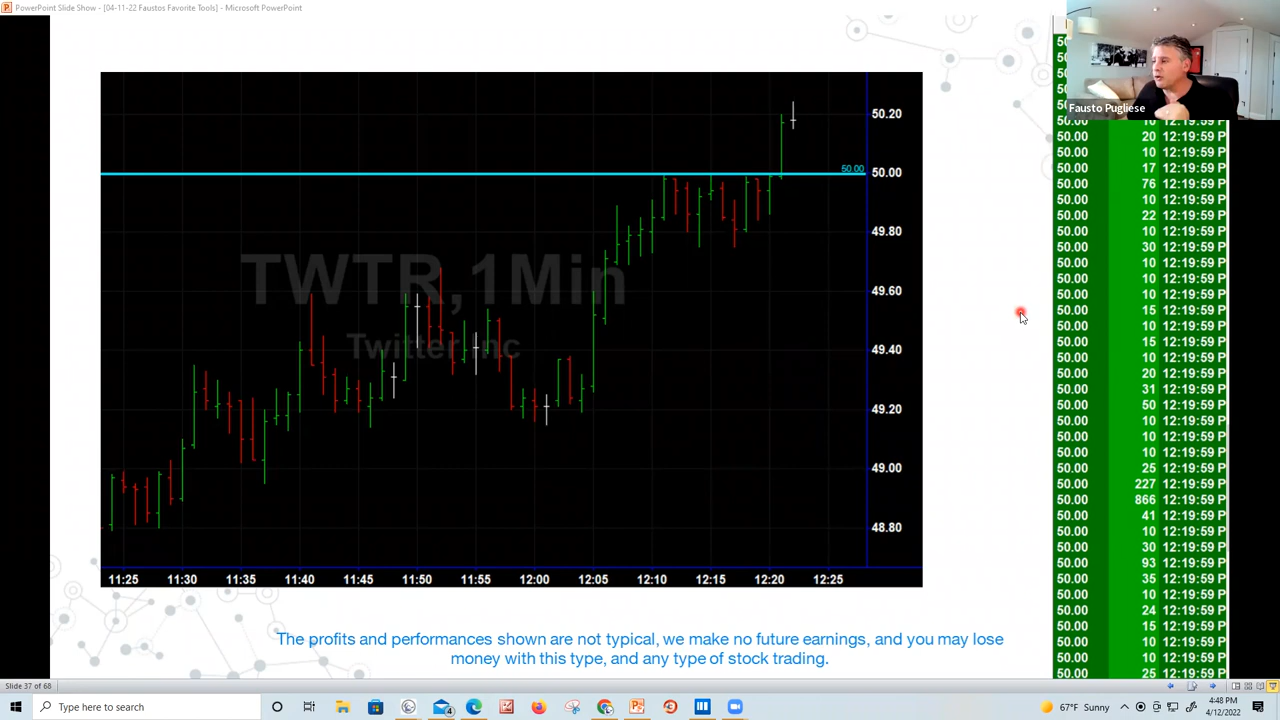 PowerPoint Slide Show - [04-11-22 Faustos Favorite Tools] - Microsoft PowerPoint
Fausto Pugliese
50.20
50.00
50.00
49.80
49.60
49.40
49.20
49.00
48.80
TWTR,1Min
Twitter, Inc
11:25 11:30 11:35 11:40 11:45 11:50 11:55 12:00 12:05 12:10 12:15 12:20 12:25
10 12:19:59 P
50.00 20 12:19:59 P
50.00 10 12:19:59 P
50.00 17 12:19:59 P
50.00 76 12:19:59 P
50.00 10 12:19:59 P
50.00 22 12:19:59 P
50.00 10 12:19:59 P
50.00 30 12:19:59 P
50.00 10 12:19:59 P
50.00 10 12:19:59 P
50.00 10 12:19:59 P
50.00 15 12:19:59 P
50.00 10 12:19:59 P
50.00 15 12:19:59 P
50.00 10 12:19:59 P
50.00 20 12:19:59 P
50.00 31 12:19:59 P
50.00 50 12:19:59 P
50.00 10 12:19:59 P
50.00 10 12:19:59 P
50.00 10 12:19:59 P
50.00 25 12:19:59 P
50.00 227 12:19:59 P
50.00 866 12:19:59 P
50.00 41 12:19:59 P
50.00 10 12:19:59 P
50.00 30 12:19:59 P
50.00 93 12:19:59 P
50.00 35 12:19:59 P
50.00 10 12:19:59 P
50.00 24 12:19:59 P
50.00 15 12:19:59 P
50.00 10 12:19:59 P
50.00 10 12:19:59 P
50.00 25 12:19:59 P
The profits and performances shown are not typical, we make no future earnings, and you may lose
money with this type, and any type of stock trading.
Slide 37 of 68
Type here to search
4
67°F Sunny
4:48 PM
4/12/2022